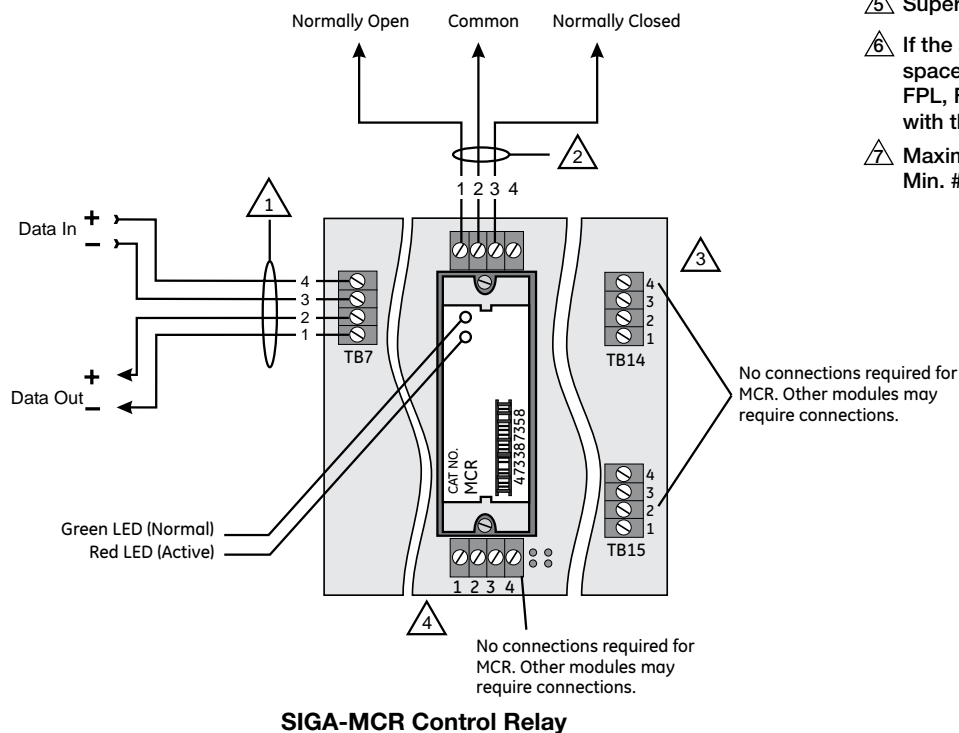 Normally Open Common Normally Closed
5 Super
6 If the
space
FPL, F
with th
7 Maxin
Min. #
2
1 2 3 4
1
Data In + −
4
3
2
1
TB7
Data Out + −
3
4
3
2
1
TB14
No connections required for
MCR. Other modules may
require connections.
CAT NO.
MCR
473387358
4
3
2
1
TB15
Green LED (Normal)
Red LED (Active)
1 2 3 4
4
No connections required for
MCR. Other modules may
require connections.
SIGA-MCR Control Relay